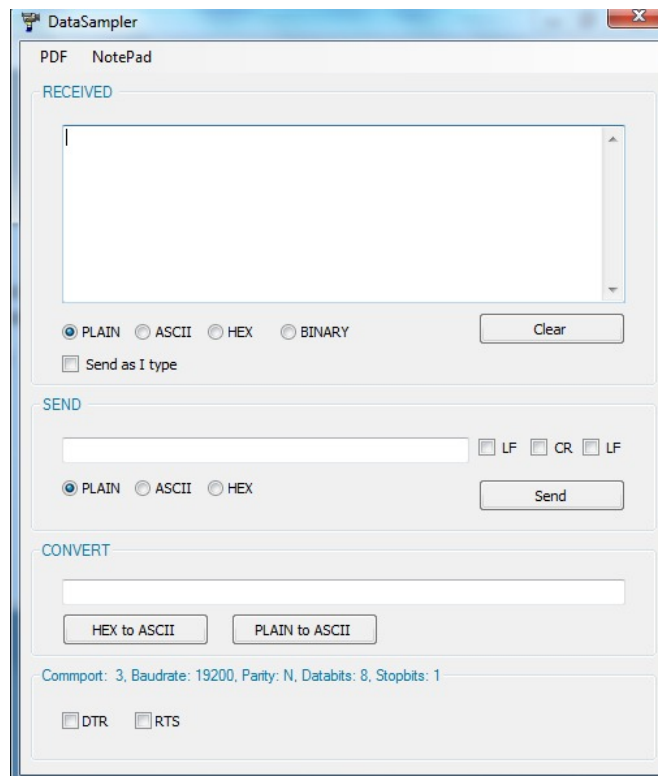 DataSampler
PDF NotePad
RECEIVED
PLAIN ASCII HEX BINARY Clear
Send as I type
SEND
LF CR LF
PLAIN ASCII HEX Send
CONVERT
HEX to ASCII PLAIN to ASCII
Commport: 3, Baudrate: 19200, Parity: N, Databits: 8, Stopbits: 1
DTR RTS